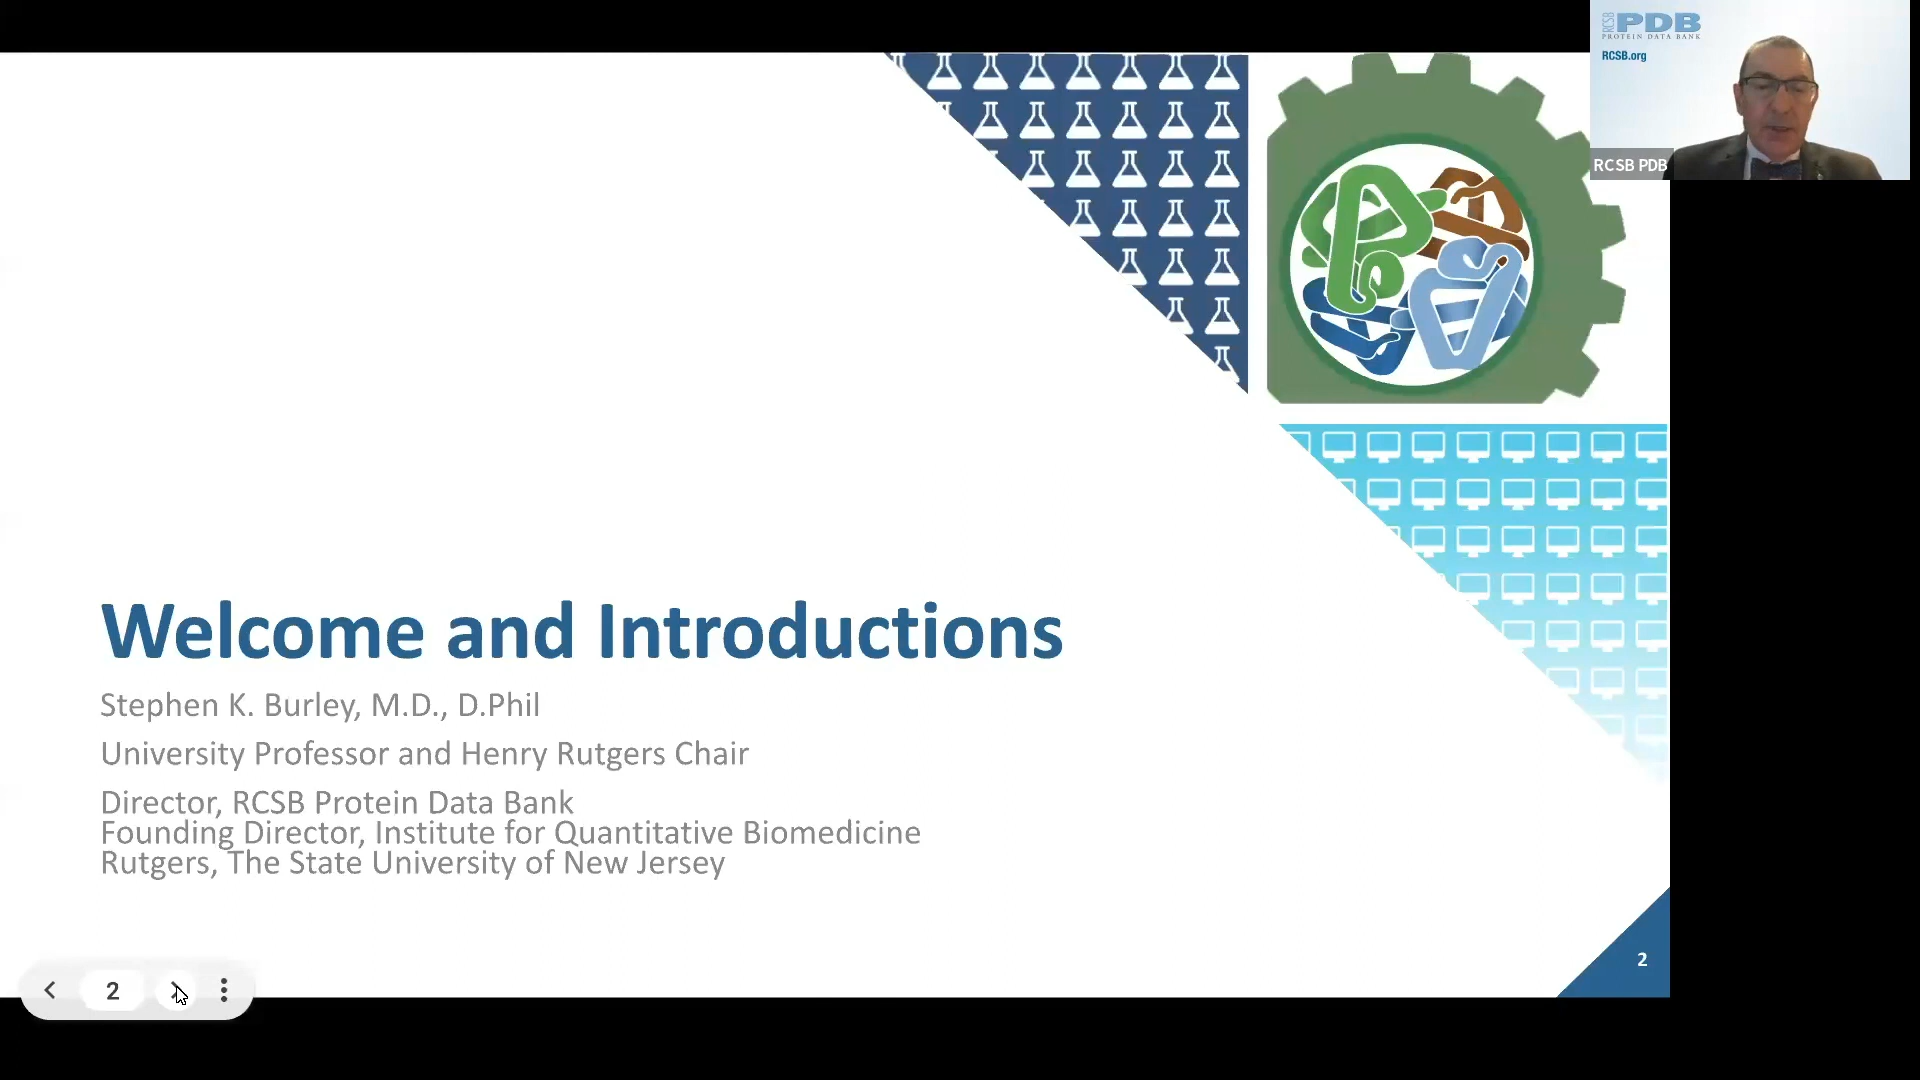 RCSB PDB
PROTEIN DATA BANK
RCSB.org
RCSB PDB
Welcome and Introductions
Stephen K. Burley, M.D., D.Phil
University Professor and Henry Rutgers Chair
Director, RCSB Protein Data Bank
Founding Director, Institute for Quantitative Biomedicine
Rutgers, The State University of New Jersey
2
2